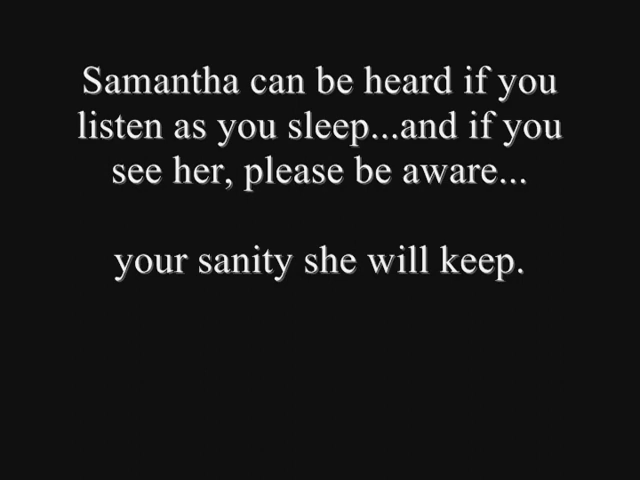 Samantha can be heard if you
listen as you sleep...and if you
see her, please be aware...
your sanity she will keep.